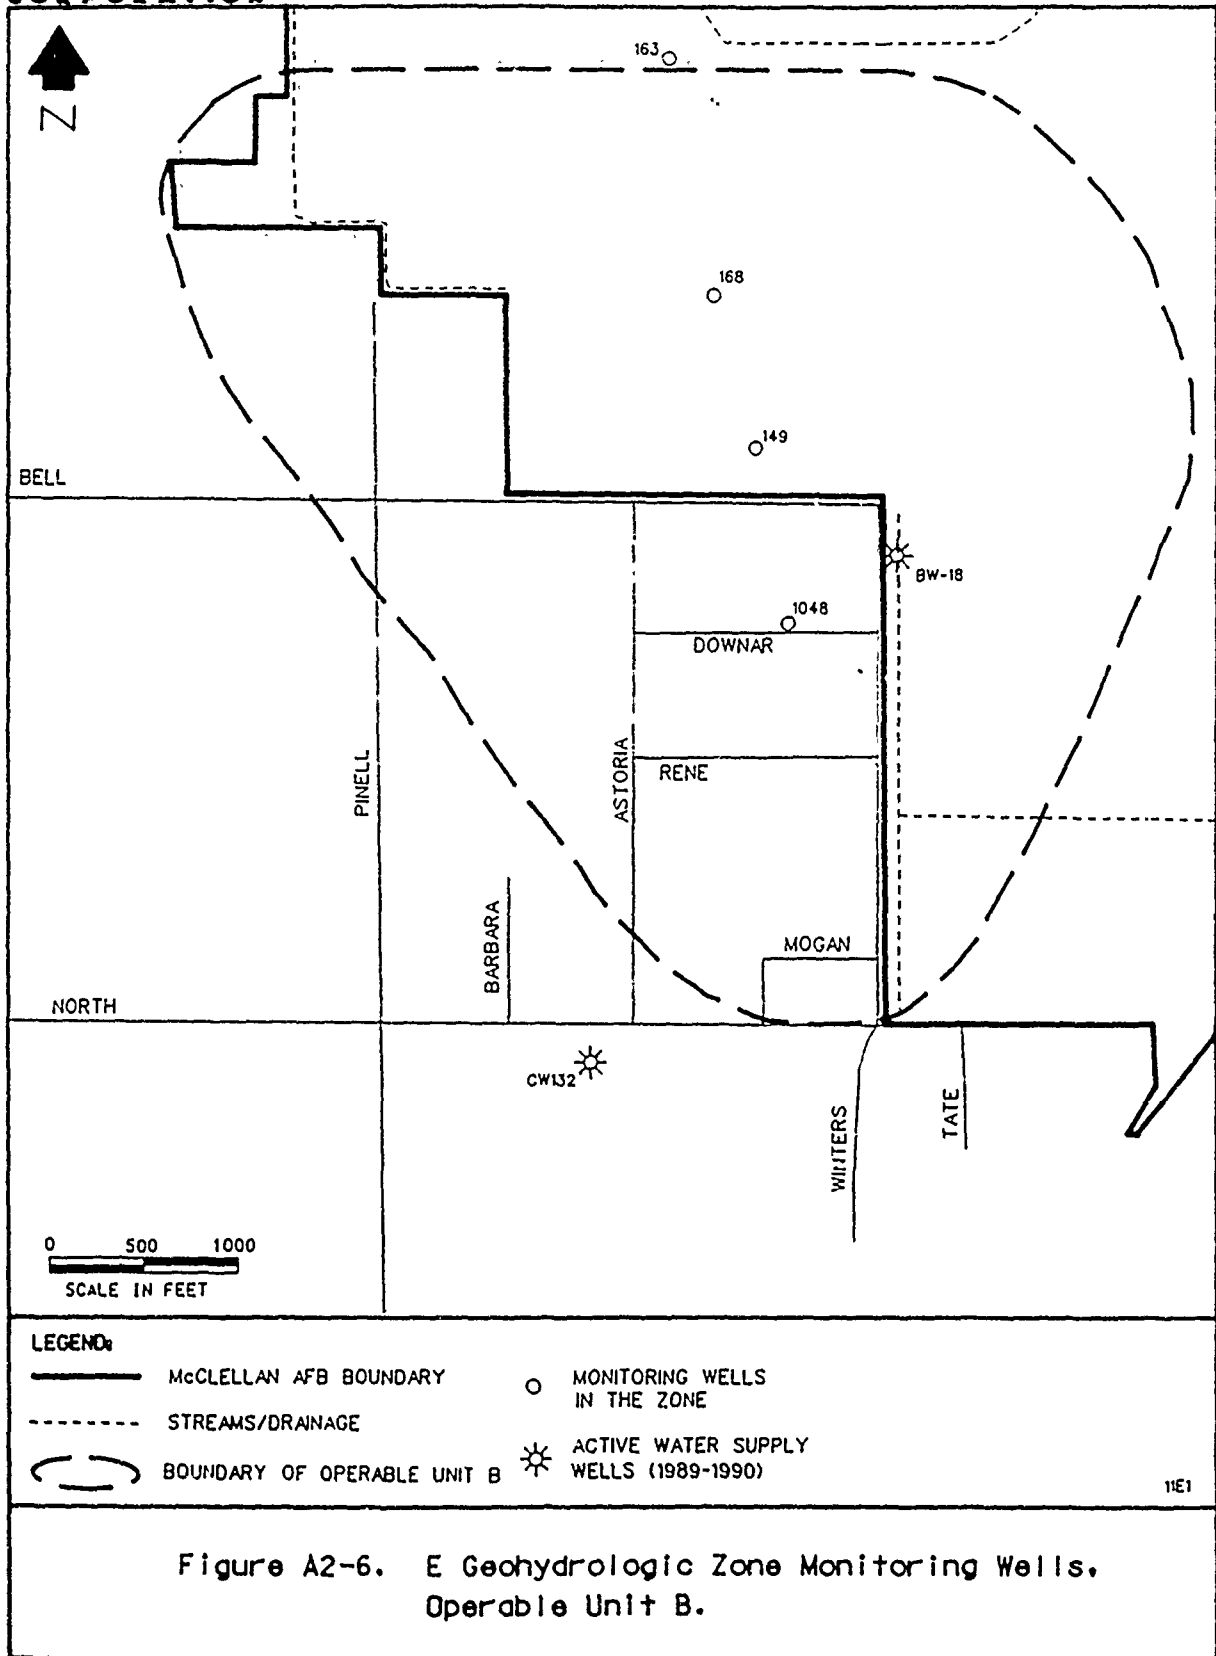 N
163
168
149
BELL
BW-18
1048
DOWNAR
RENE
PINELL
ASTORIA
BARBARA
MOGAN
NORTH
CW132
WINTERS
TATE
0 500 1000
SCALE IN FEET
LEGEND:
McCLELLAN AFB BOUNDARY
STREAMS/DRAINAGE
BOUNDARY OF OPERABLE UNIT B
MONITORING WELLS
IN THE ZONE
ACTIVE WATER SUPPLY
WELLS (1989-1990)
11E1
Figure A2-6. E Geohydrologic Zone Monitoring Wells,
Operable Unit B.